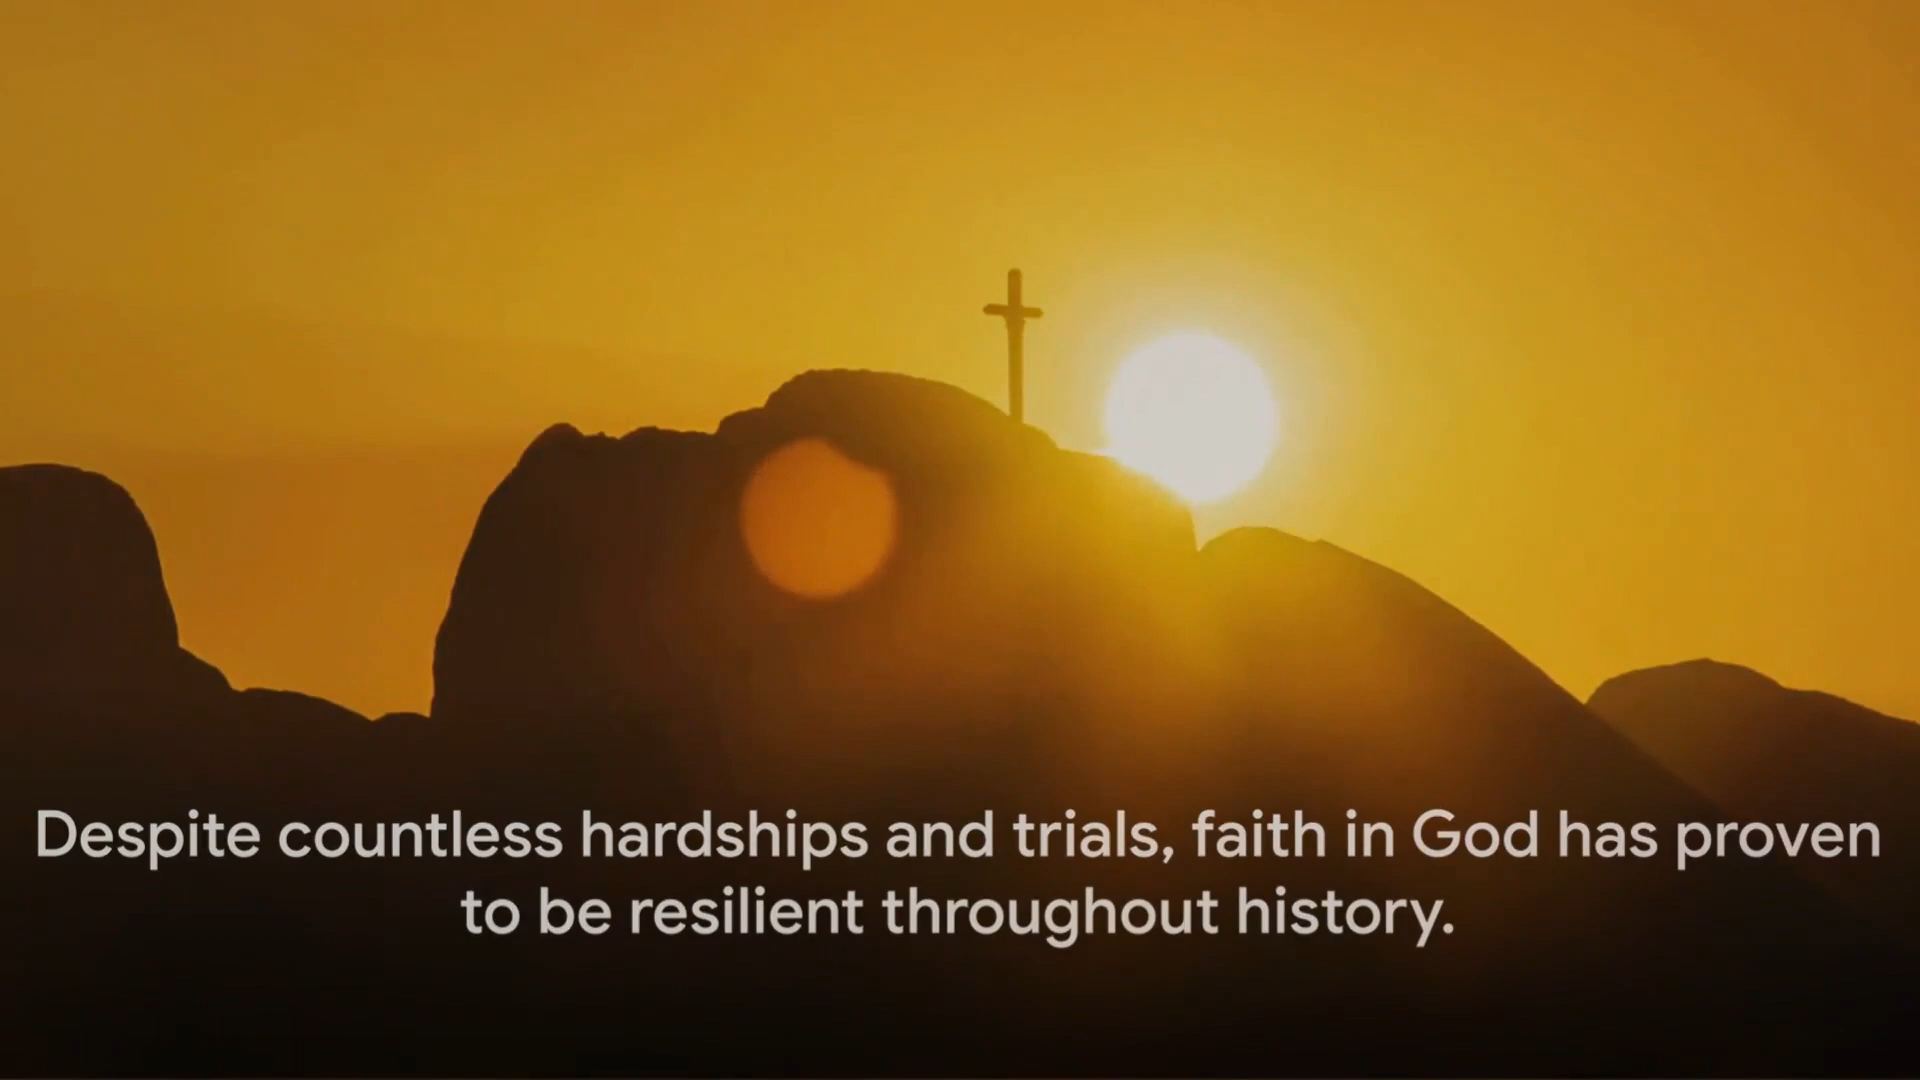 Despite countless hardships and trials, faith in God has proven
to be resilient throughout history.